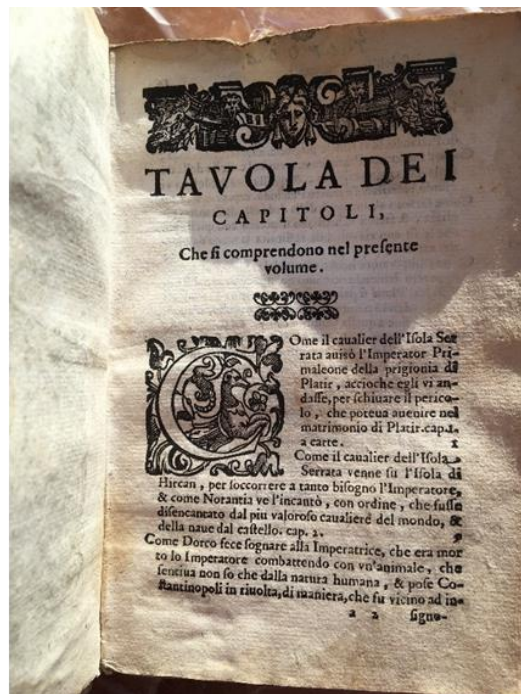 TAVOLA DEI
CAPITOLI,
Che ſi comprendono nel preſente
volume.
COme il caualier dell'Iſola Ser
rata auisò l'Imperator Pri-
maleone della prigionia di
Platir, accioche egli vi an-
daſſe, per ſchiuare il perico-
lo, che poteua auenire nel
matrimonio di Platir. cap. 1.
a carte. 1
Come il caualier dell'Iſola
Serrata venne ſu l'Iſola di
Hircan, per ſoccorrere a tanto biſogno l'Imperatore,
& come Norantia ve l'incantò, con ordine, che fuſſe
diſencantato dal piu valoroſo caualiere del mondo, &
della naue dal caſtello. cap. 2.
Come Dorco fece ſognare alla Imperatrice, che era mor
to lo Imperatore combattendo con vn'animale, che
ſentiua non ſo che dalla natura humana, & poſe Co-
ſtantinopoli in riuolta, di maniera, che fu vicino ad in-
a 2 ſigno-